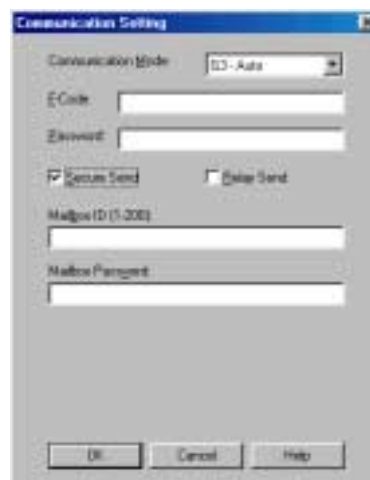 Communication Setting
Communication Mode: G3 - Auto
F-Code
Password:
Secure Send Relay Send
Mailbox ID (1-200)
Mailbox Password
OK Cancel Help